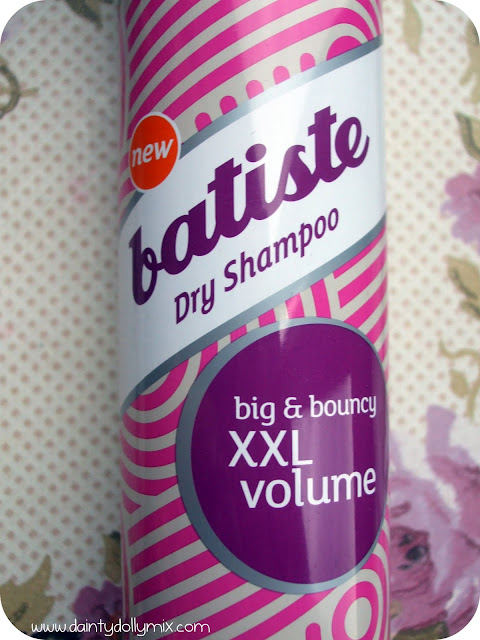 new
batiste
Dry Shampoo
big & bouncy
XXL
volume
www.daintydollymix.com